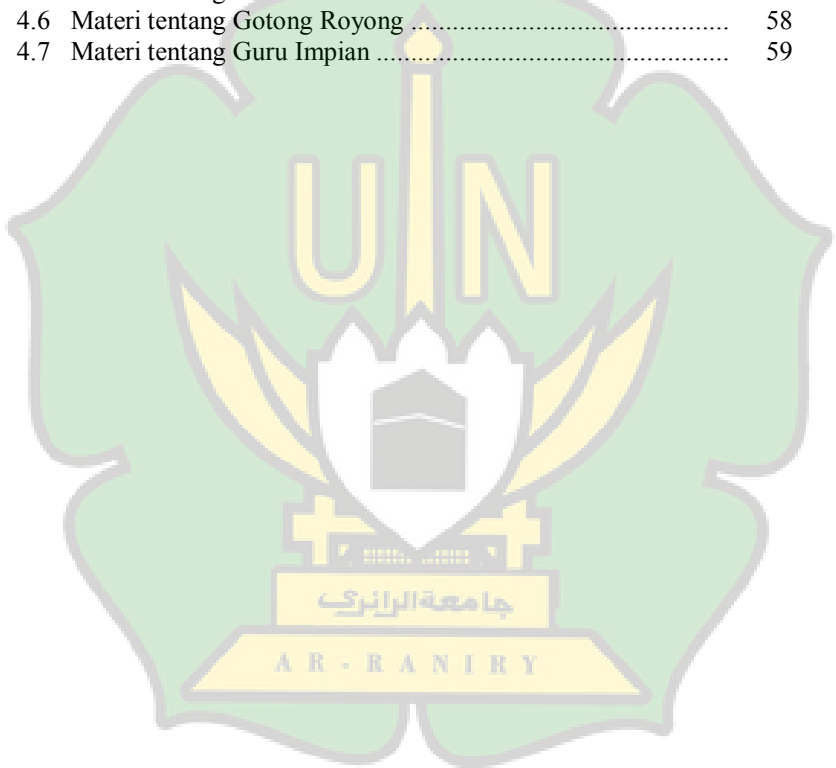 4.6 Materi tentang Gotong Royong ................................................ 58
4.7 Materi tentang Guru Impian ..................................................... 59
UIN
جامعة الرانري
AR - RANIRY